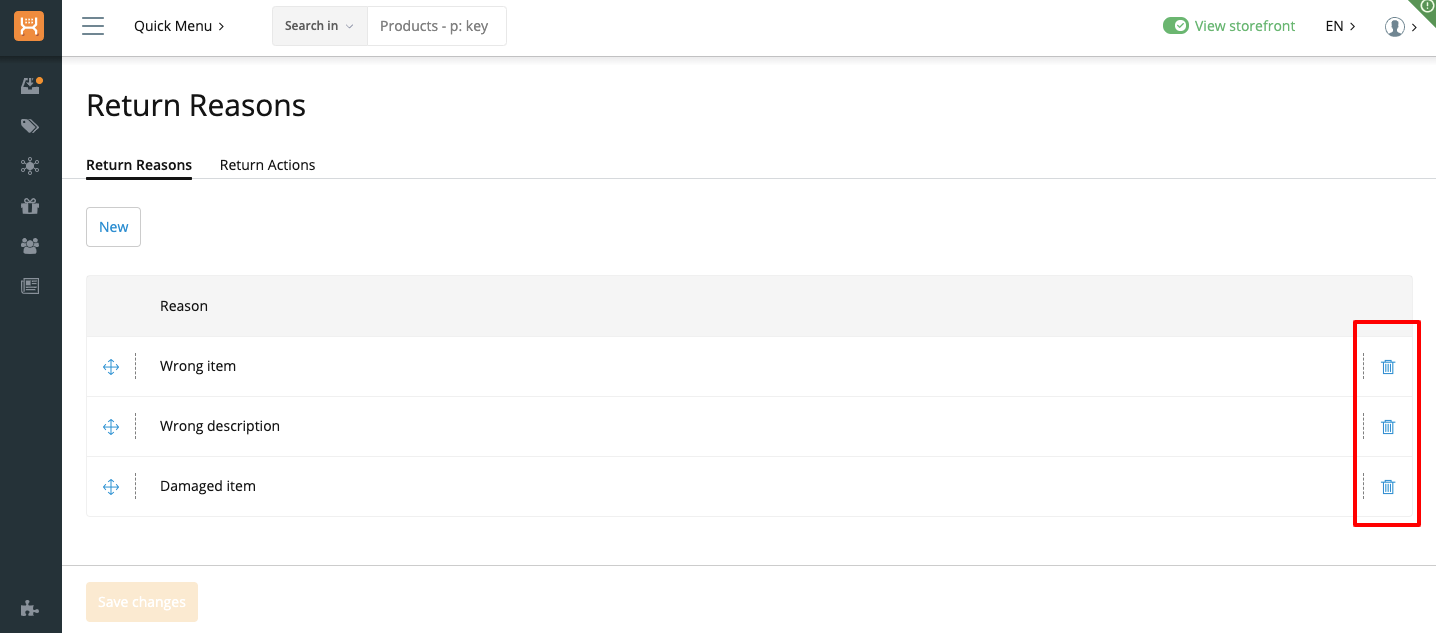 Quick Menu
Search in
Products - p: key
View storefront
EN
Return Reasons
Return Reasons
Return Actions
New
Reason
Wrong item
Wrong description
Damaged item
Save changes